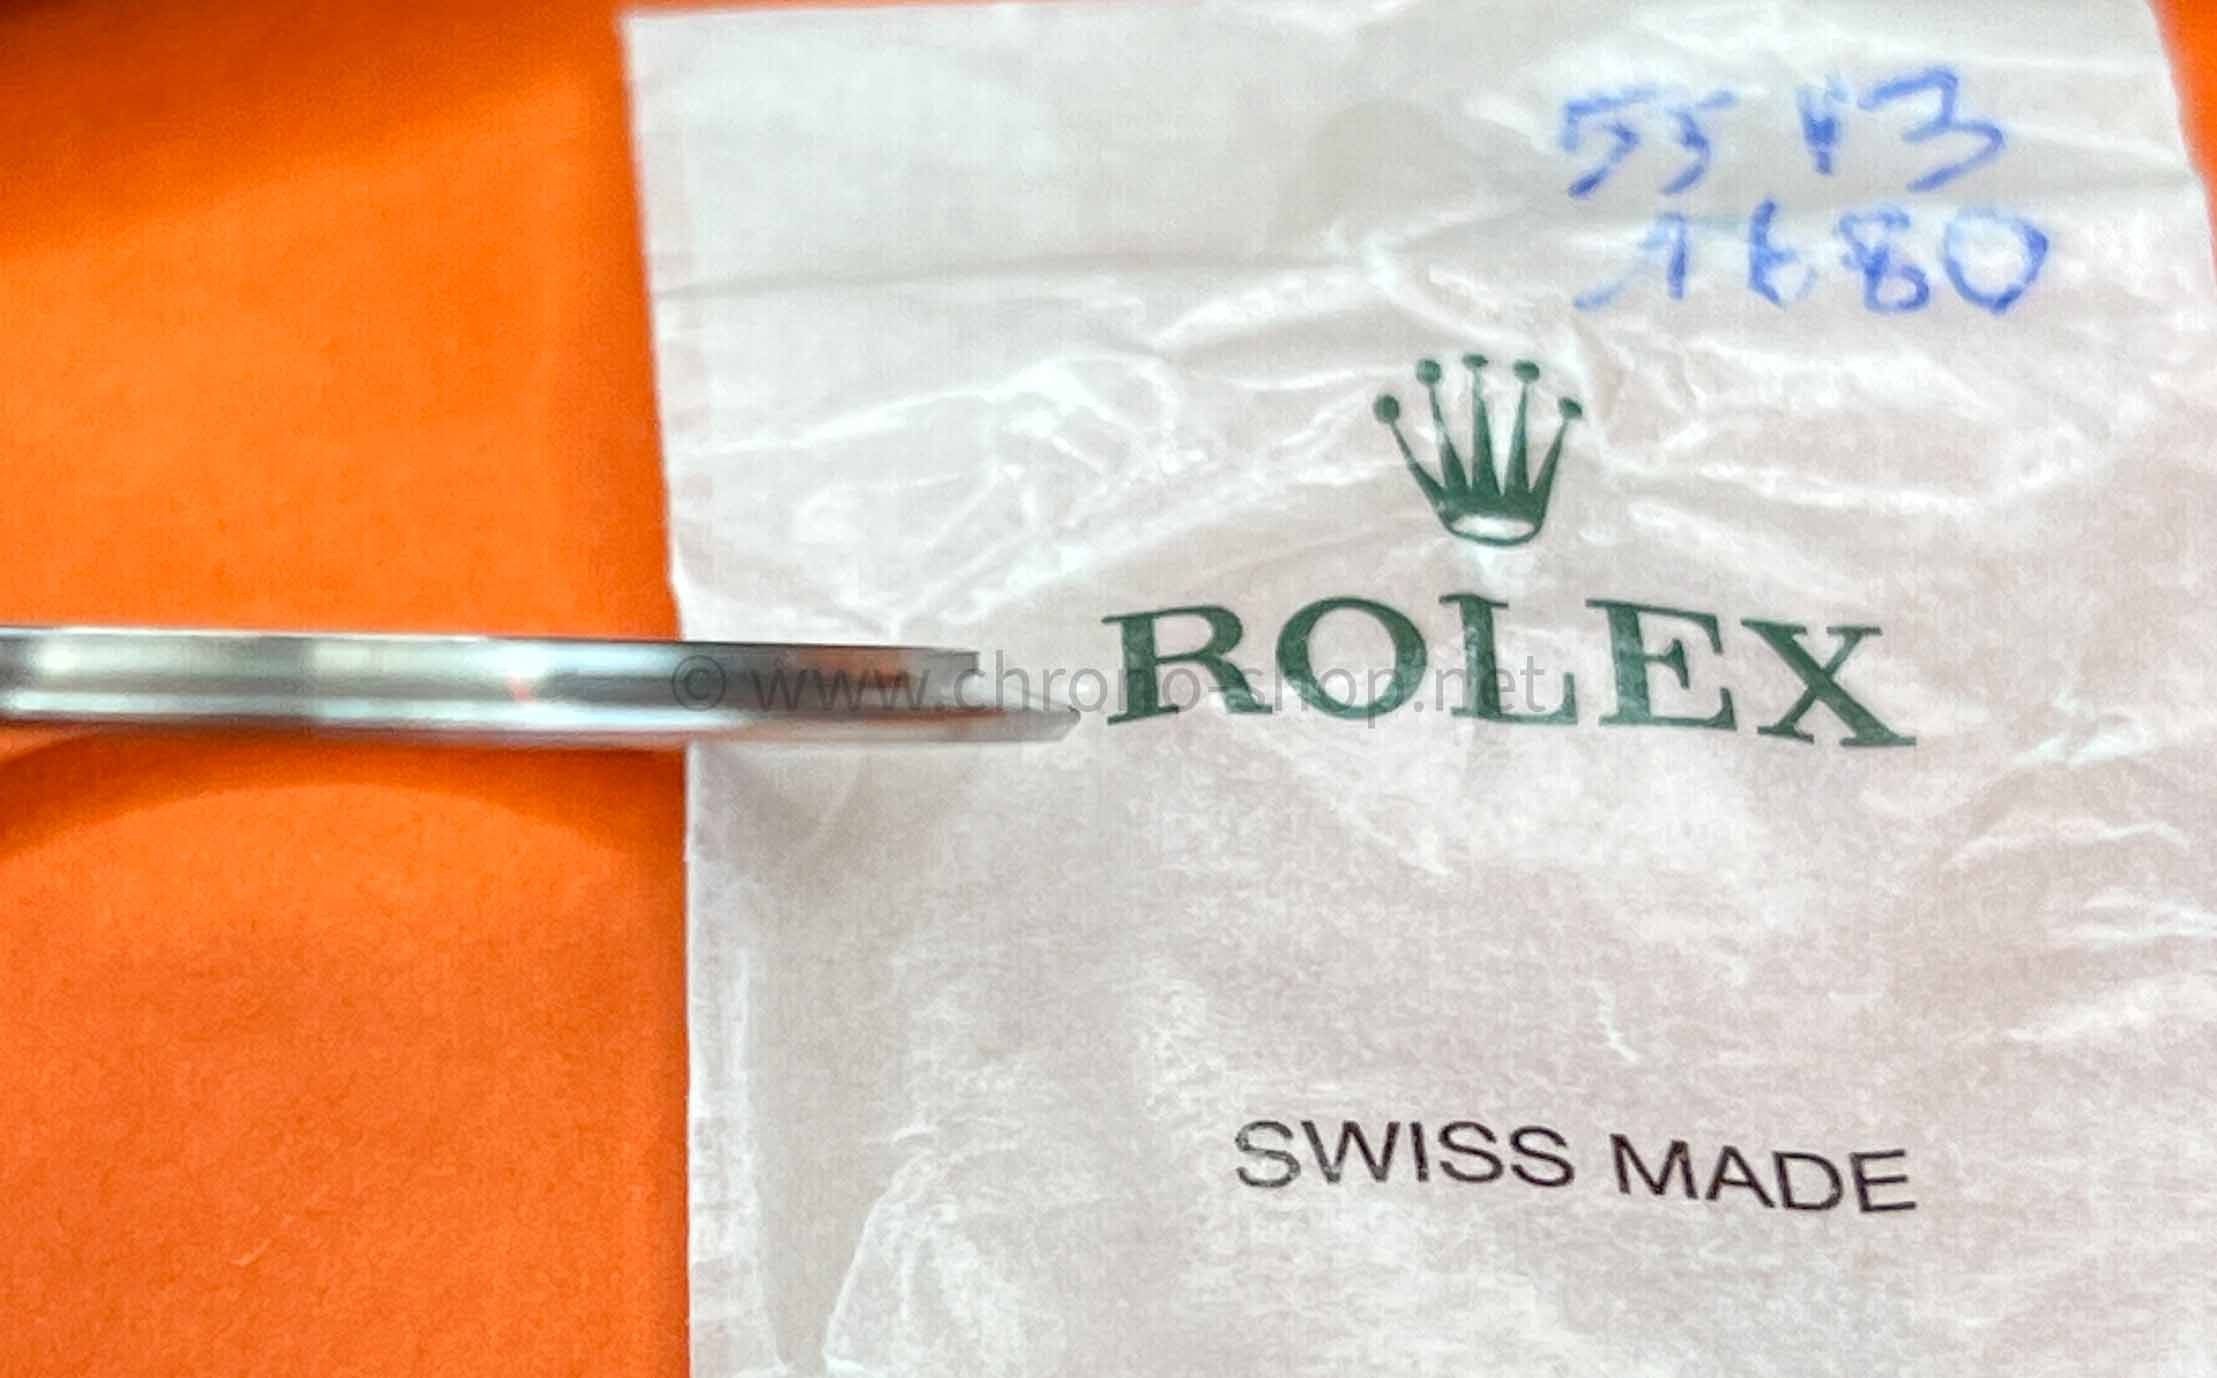 5513
1680
ROLEX
© www.chrono-shop.net
SWISS MADE